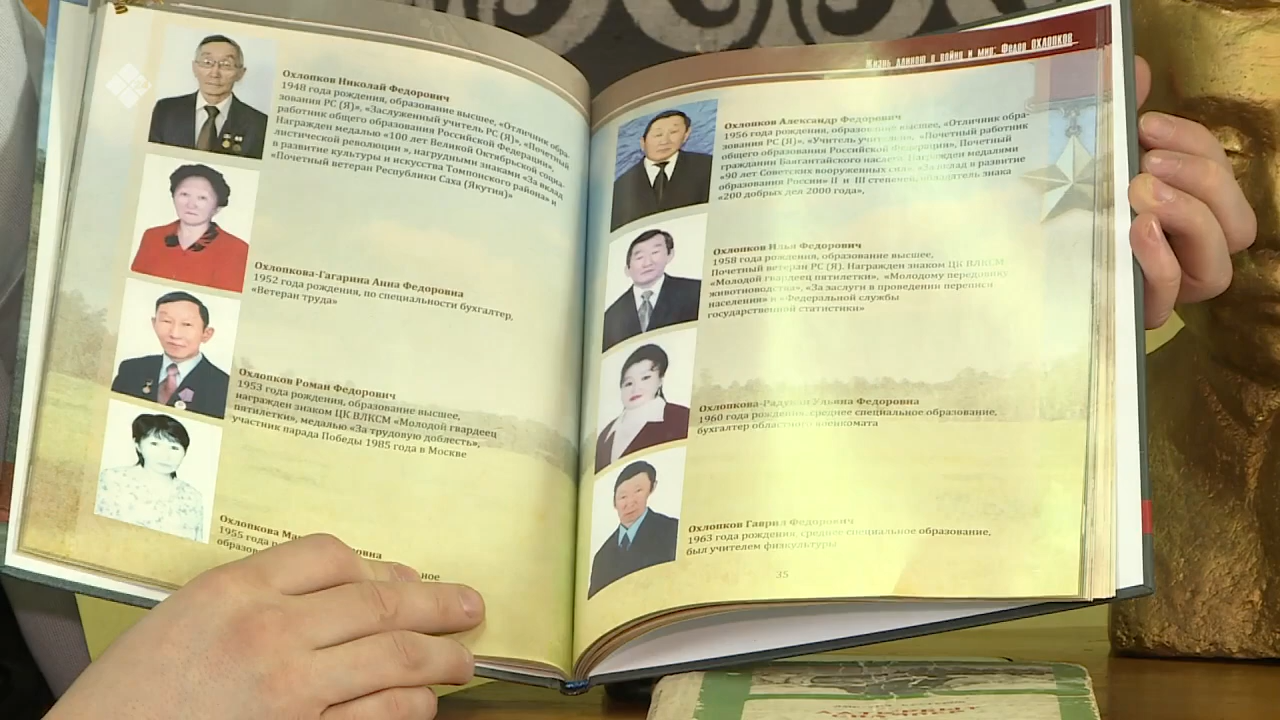 Охлопков Николай Федорович
1948 года рождения, образование высшее, «Отличник обра-
зования РС (Я)», «Заслуженный учитель РС (Я)», «Почетный
работник общего образования Российской Федерации».
Награжден медалью «100 лет Великой Октябрьской социа-
листической революции», нагрудными знаками «За вклад
в развитие культуры и искусства Томпонского района» и
«Почетный ветеран Республики Саха (Якутия)»
Охлопкова-Гагарина Анна Федоровна
1952 года рождения, по специальности бухгалтер,
«Ветеран труда»
Охлопков Роман Федорович
1953 года рождения, образование высшее,
награжден знаком ЦК ВЛКСМ «Молодой гвардеец
пятилетки», медалью «За трудовую доблесть»,
участник парада Победы 1985 года в Москве
Охлопкова
1955 года
образо
ное
Жизнь длиною в войну и мир: Федор ОХЛОПКОВ
Охлопков Александр Федорович
1956 года рождения, образование высшее, «Отличник обра-
зования РС (Я)», «Учитель учителей», «Почетный работник
общего образования Российской Федерации», Почетный
гражданин Баягантайского наслега. Награжден медалями
«90 лет Советских вооруженных сил», «За вклад в развитие
образования России» II и III степеней, обладатель знака
«200 добрых дел 2000 года»,
Охлопков Илья Федорович
1958 года рождения, образование высшее,
Почетный ветеран РС (Я). Награжден знаком ЦК ВЛКСМ
«Молодой гвардеец пятилетки», «Молодому передовику
животноводства», «За заслуги в проведении переписи
населения» и «Федеральной службы
государственной статистики»
Охлопкова- Ульяна Федоровна
1960 года рождения, среднее специальное образование,
бухгалтер областного военкомата
Охлопков Гаврил Федорович
1963 года рождения, среднее специальное образование,
был учителем физкультуры
35